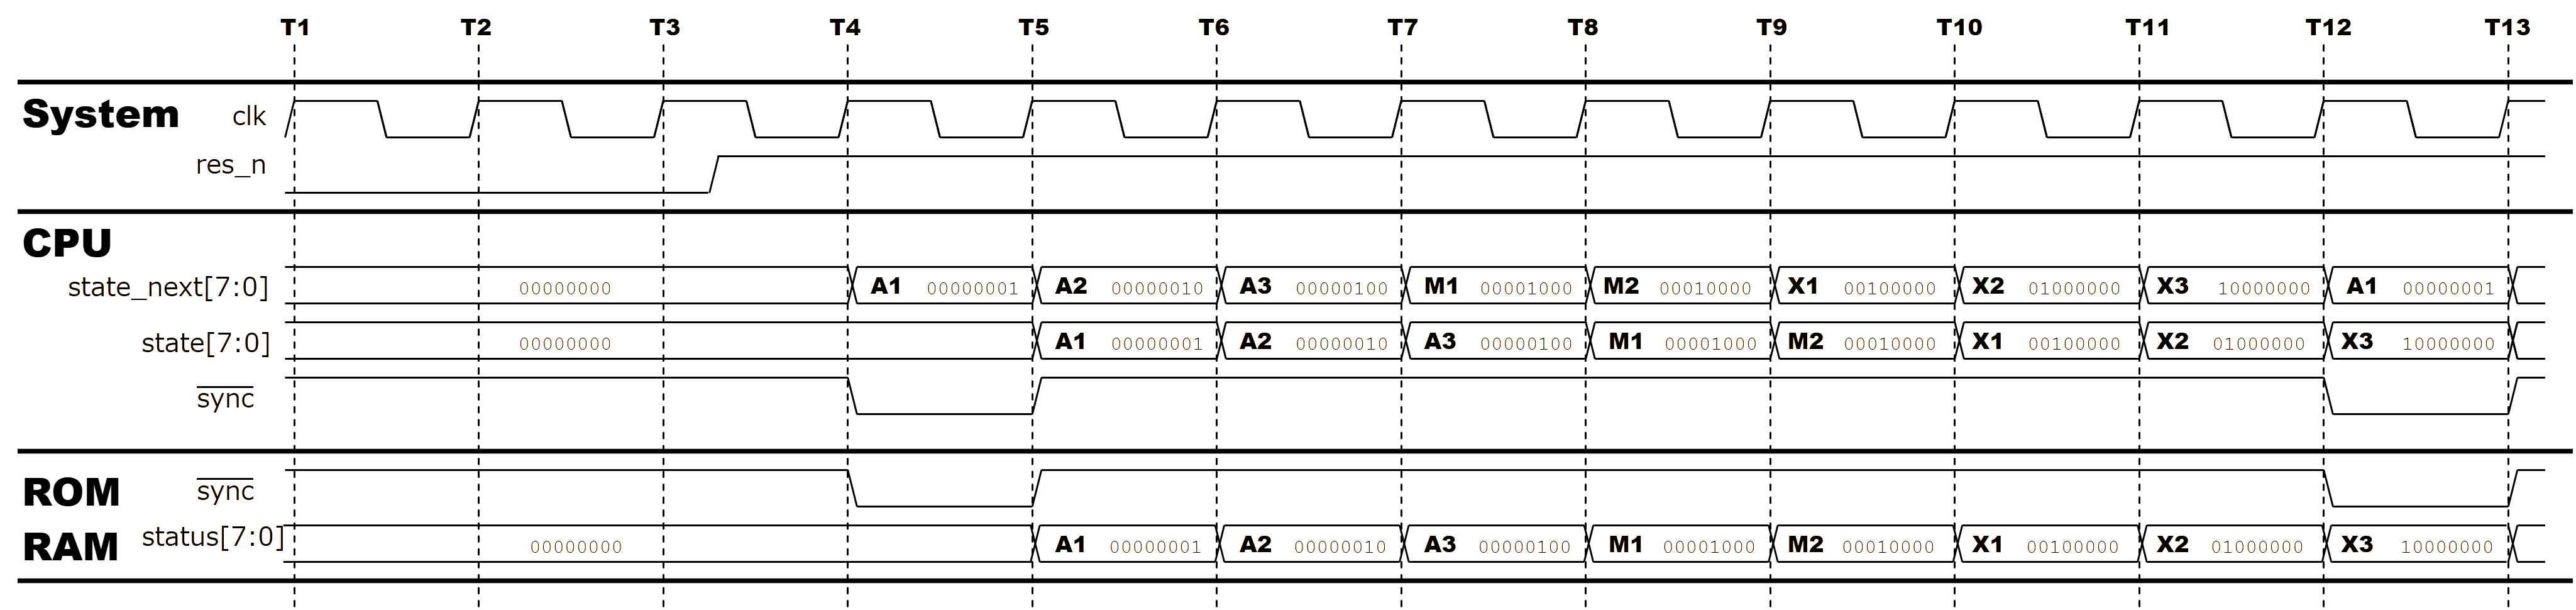 T1 T2 T3 T4 T5 T6 T7 T8 T9 T10 T11 T12 T13
System clk
res_n
CPU
state_next[7:0] 00000000 A1 00000001 A2 00000010 A3 00000100 M1 00001000 M2 00010000 X1 00100000 X2 01000000 X3 10000000 A1 00000001
state[7:0] 00000000 A1 00000001 A2 00000010 A3 00000100 M1 00001000 M2 00010000 X1 00100000 X2 01000000 X3 10000000
sync
ROM sync
RAM status[7:0] 00000000 A1 00000001 A2 00000010 A3 00000100 M1 00001000 M2 00010000 X1 00100000 X2 01000000 X3 10000000